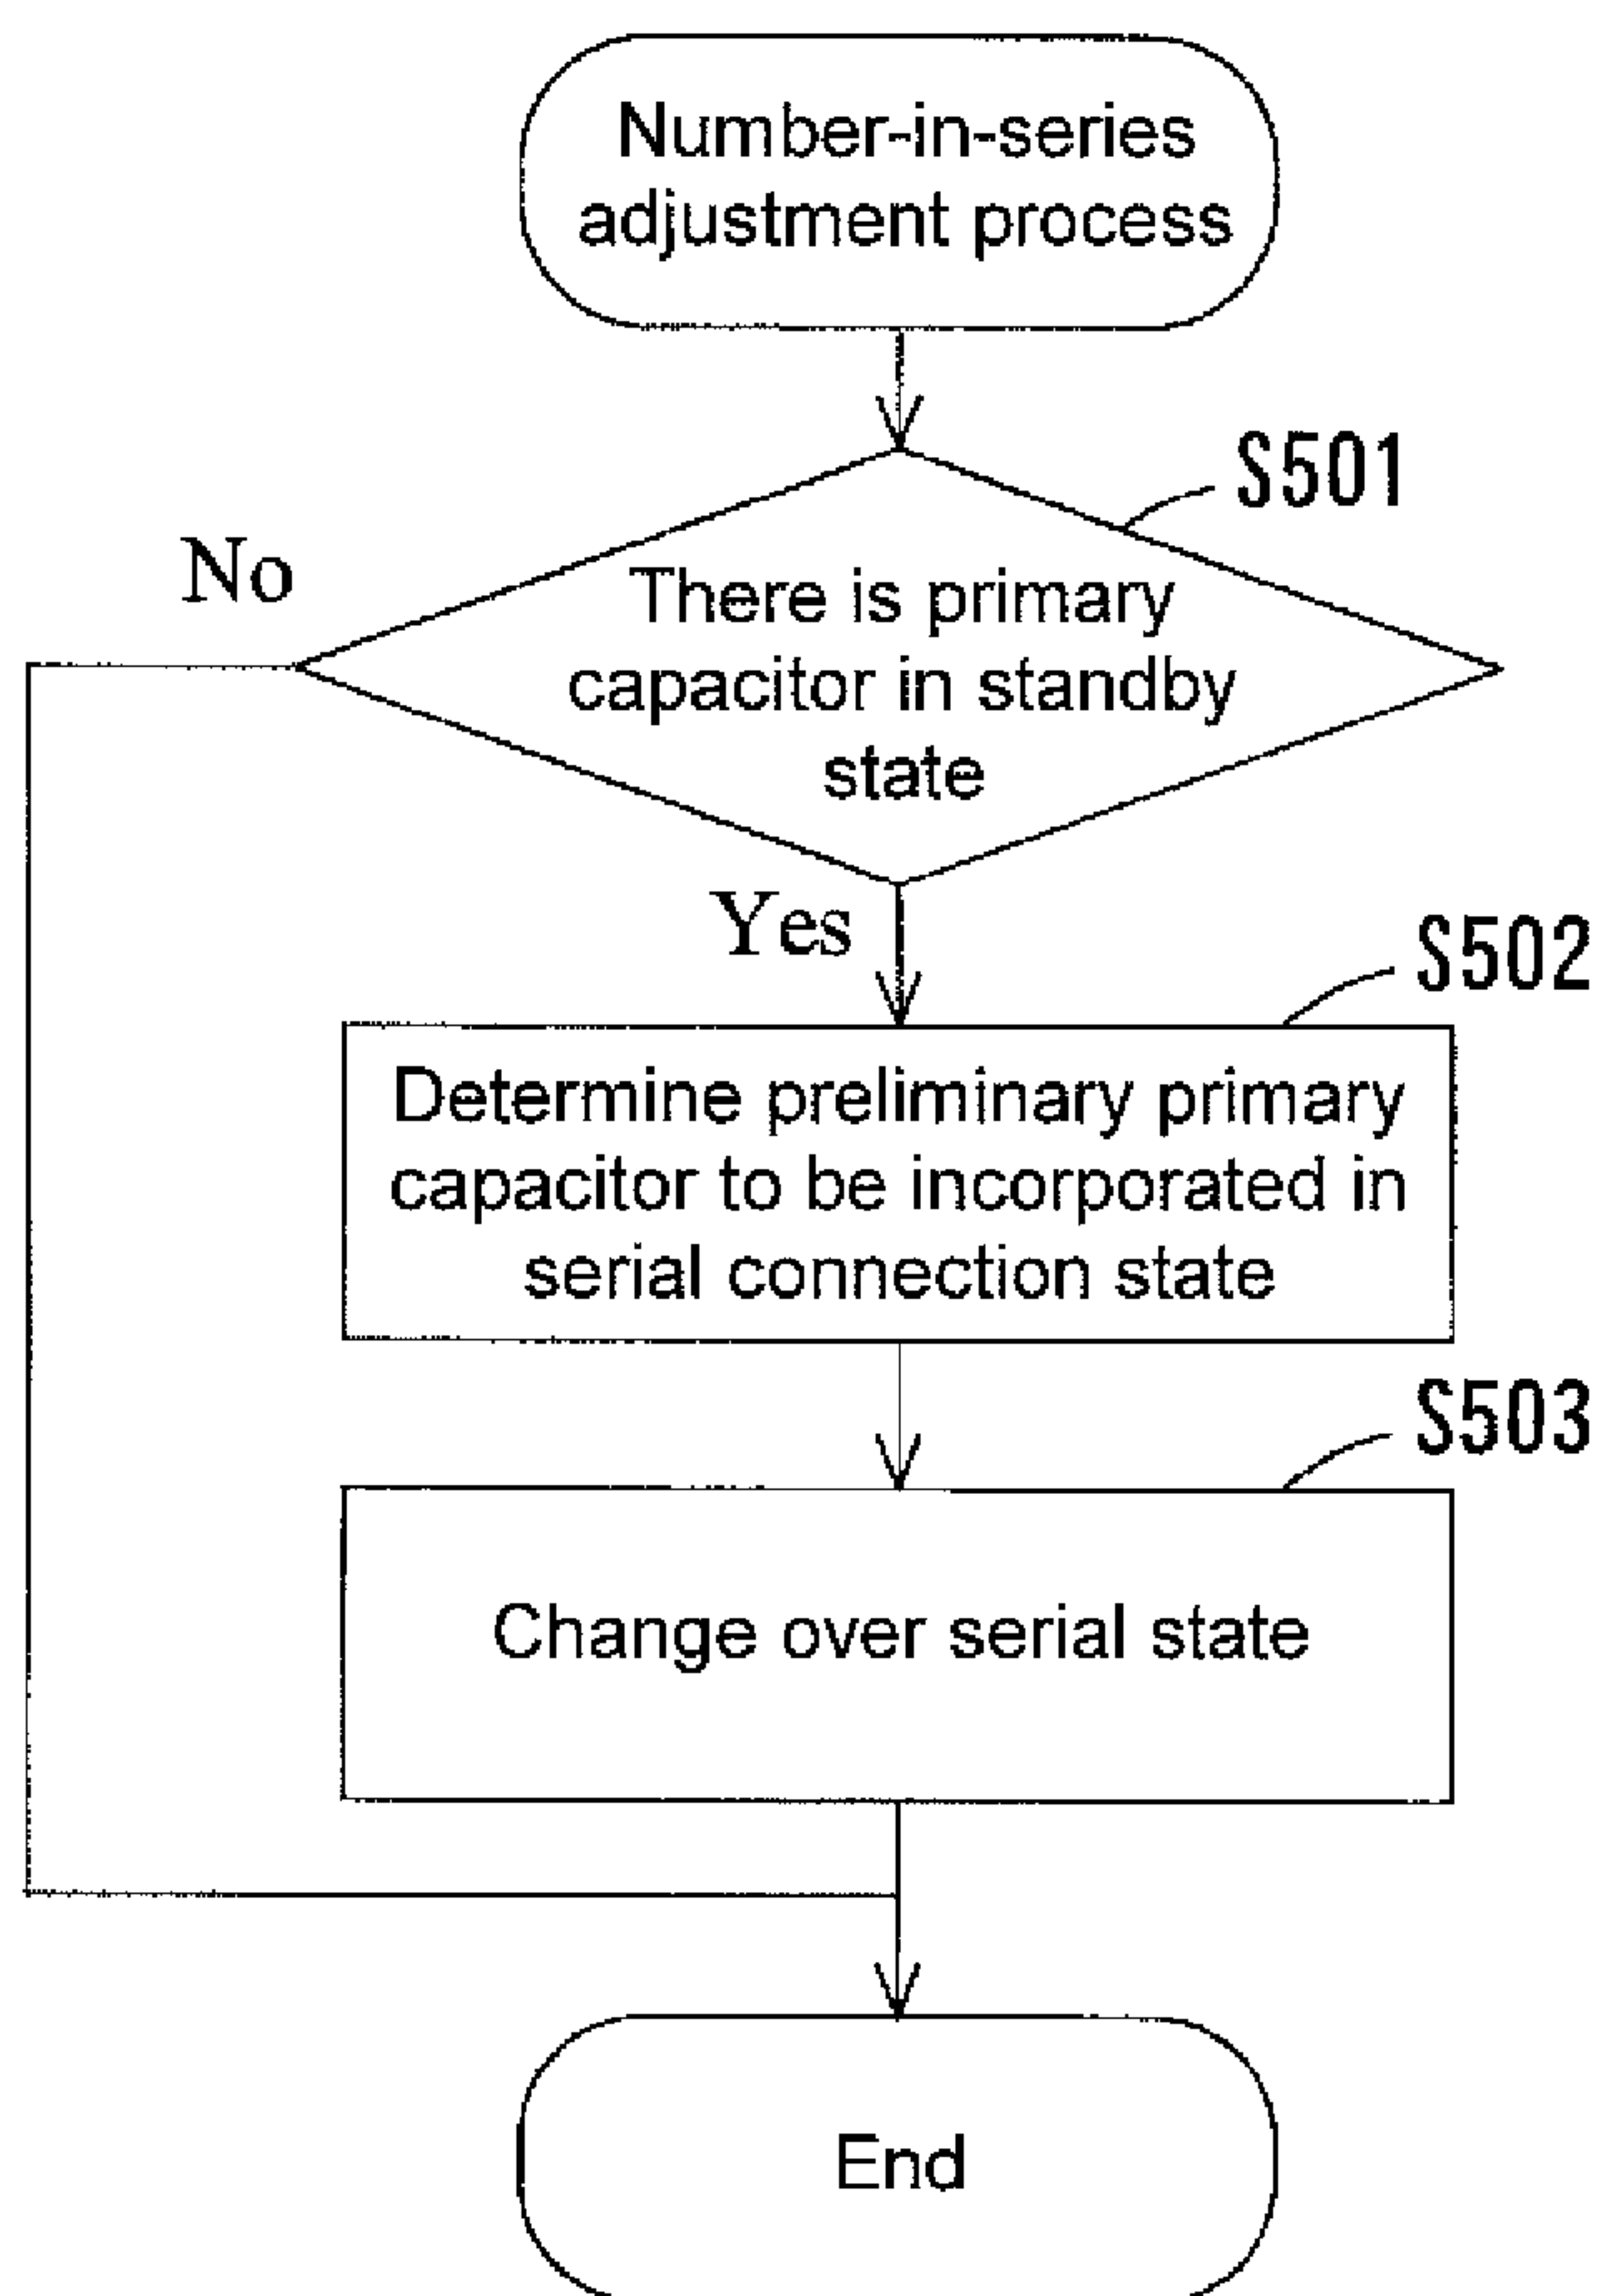 Number-in-series
adjustment process
S501
No
There is primary
capacitor in standby
state
Yes
S502
Determine preliminary primary
capacitor to be incorporated in
serial connection state
S503
Change over serial state
End